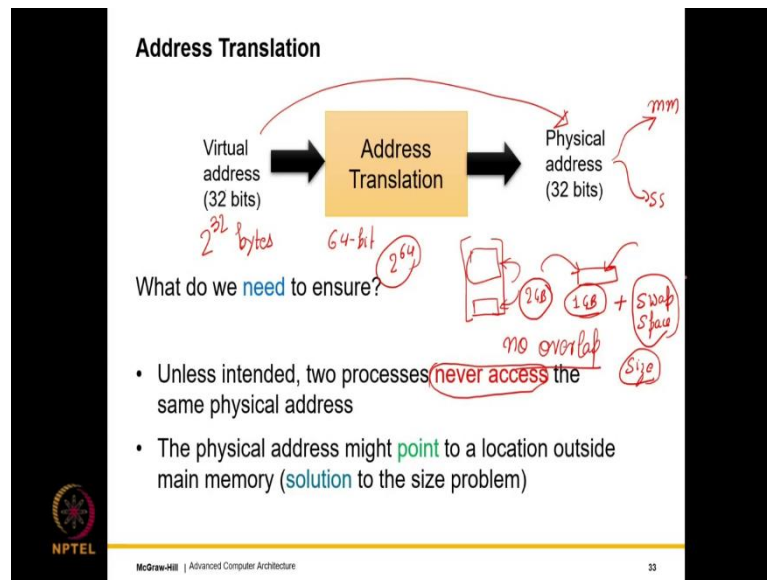 Address Translation
mm
Virtual address (32 bits)
Address Translation
Physical address (32 bits)
ss
2^32 bytes
64-bit
2^64
What do we need to ensure?
2GB
1GB + Swap Space
no overlap
Size
• Unless intended, two processes never access the
same physical address
• The physical address might point to a location outside
main memory (solution to the size problem)
NPTEL
McGraw-Hill | Advanced Computer Architecture
33